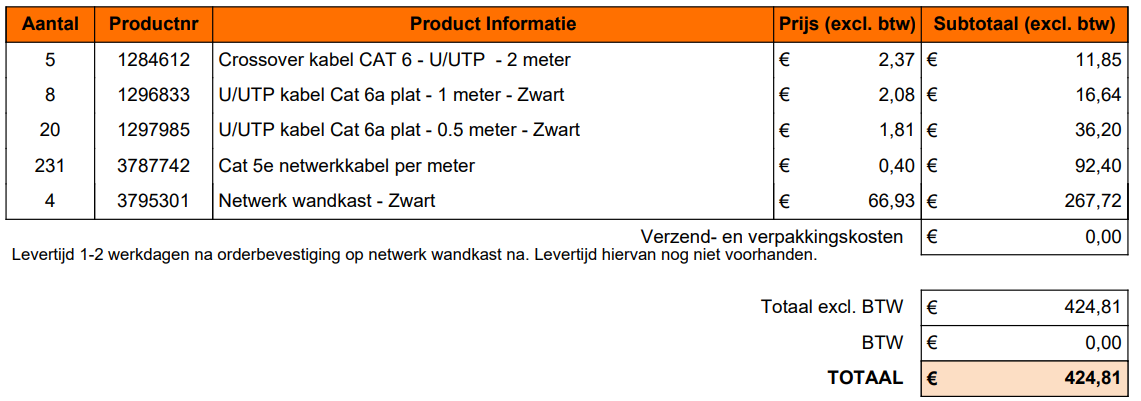 Aantal Productnr Product Informatie Prijs (excl. btw) Subtotaal (excl. btw)
5 1284612 Crossover kabel CAT 6 - U/UTP - 2 meter € 2,37 € 11,85
8 1296833 U/UTP kabel Cat 6a plat - 1 meter - Zwart € 2,08 € 16,64
20 1297985 U/UTP kabel Cat 6a plat - 0.5 meter - Zwart € 1,81 € 36,20
231 3787742 Cat 5e netwerkkabel per meter € 0,40 € 92,40
4 3795301 Netwerk wandkast - Zwart € 66,93 € 267,72
Verzend- en verpakkingskosten € 0,00
Levertijd 1-2 werkdagen na orderbevestiging op netwerk wandkast na. Levertijd hiervan nog niet voorhanden.
Totaal excl. BTW € 424,81
BTW € 0,00
TOTAAL € 424,81